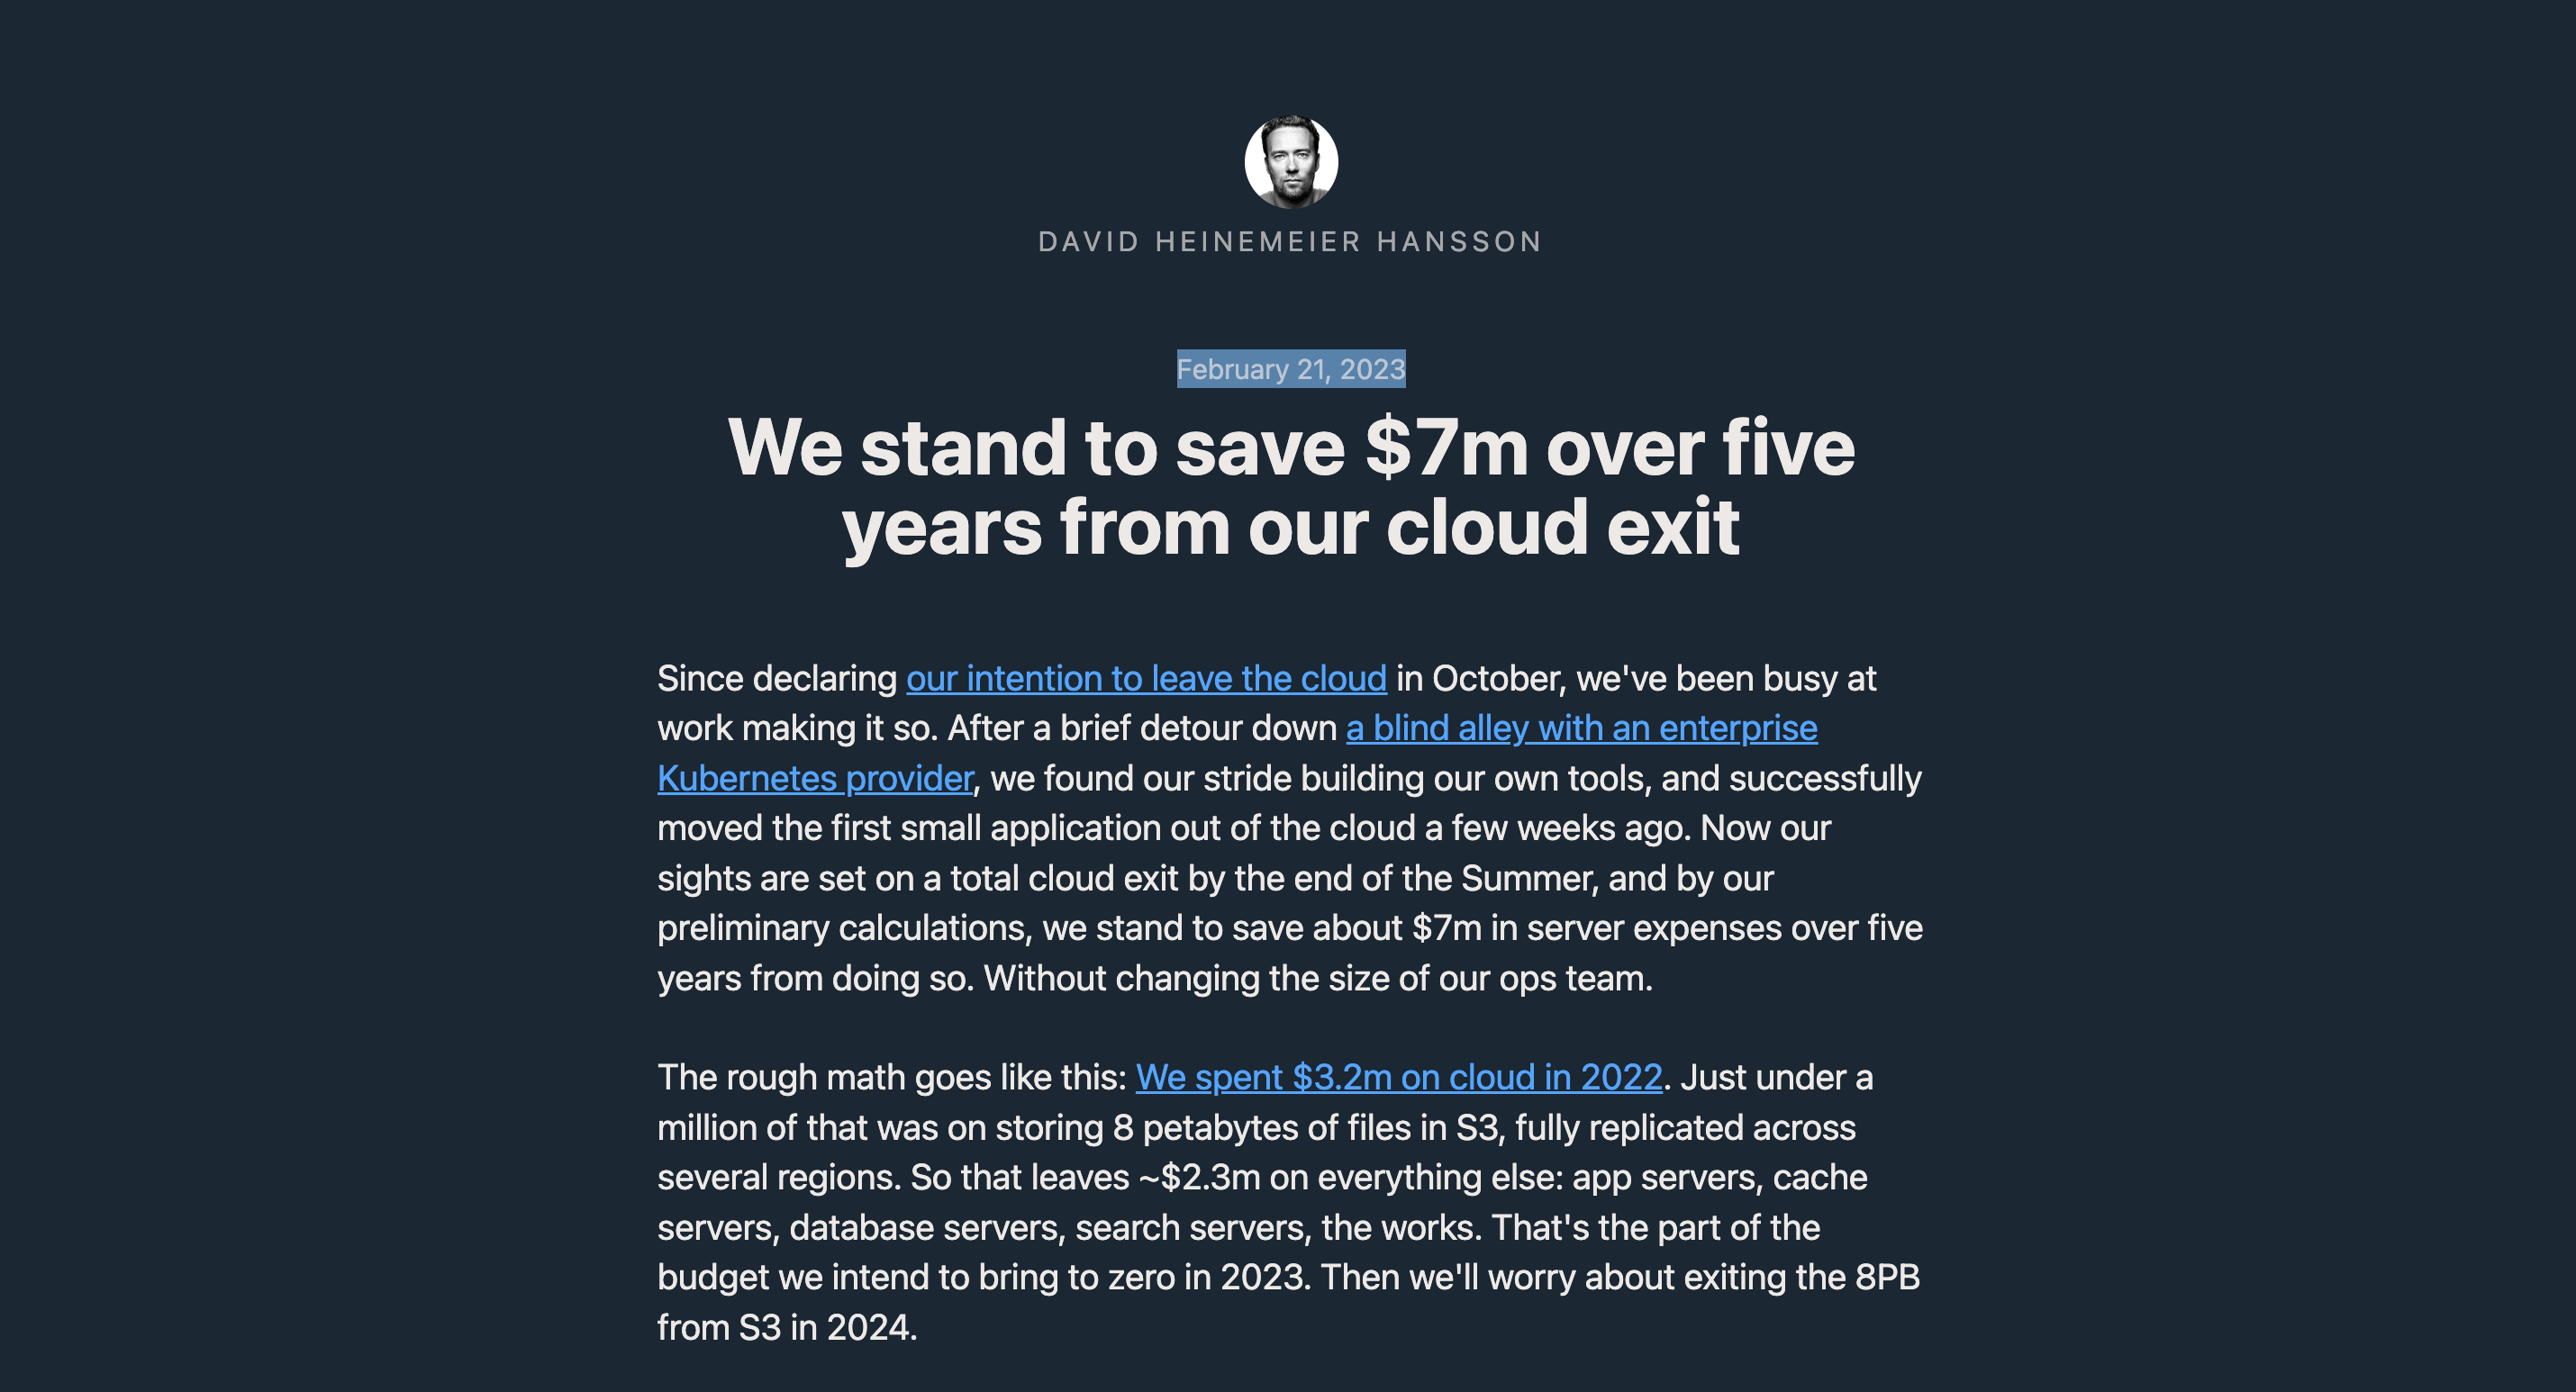 DAVID HEINEMEIER HANSSON
February 21, 2023
We stand to save $7m over five
years from our cloud exit
Since declaring our intention to leave the cloud in October, we've been busy at
work making it so. After a brief detour down a blind alley with an enterprise
Kubernetes provider, we found our stride building our own tools, and successfully
moved the first small application out of the cloud a few weeks ago. Now our
sights are set on a total cloud exit by the end of the Summer, and by our
preliminary calculations, we stand to save about $7m in server expenses over five
years from doing so. Without changing the size of our ops team.
The rough math goes like this: We spent $3.2m on cloud in 2022. Just under a
million of that was on storing 8 petabytes of files in S3, fully replicated across
several regions. So that leaves ~$2.3m on everything else: app servers, cache
servers, database servers, search servers, the works. That's the part of the
budget we intend to bring to zero in 2023. Then we'll worry about exiting the 8PB
from S3 in 2024.